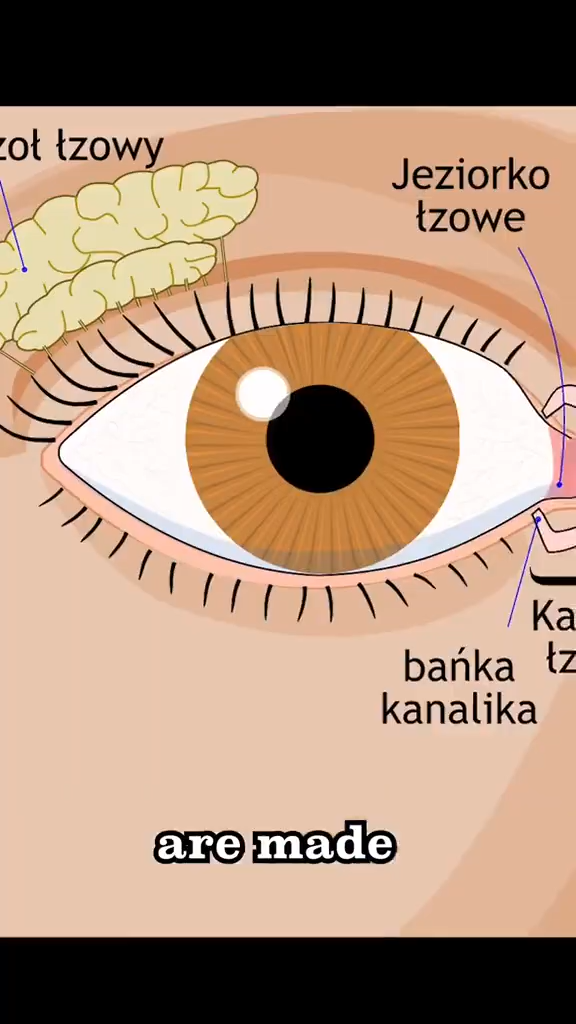 zoł łzowy
Jeziorko
łzowe
Ka
łz
bańka
kanalika
are made